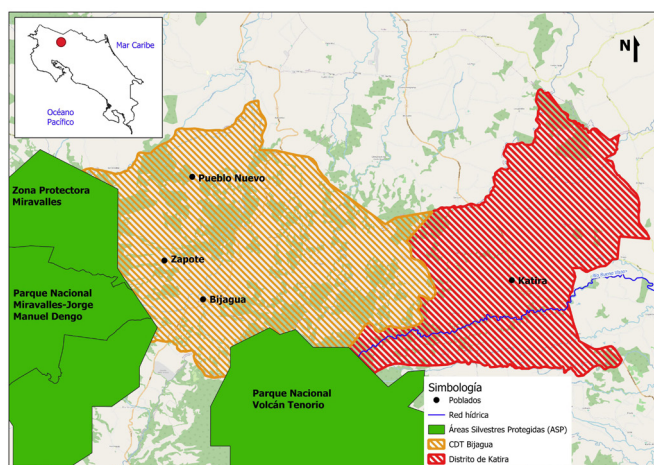 Mar Caribe
Océano
Pacífico
N
Zona Protectora
Miravalles
Pueblo Nuevo
Zapote
Parque Nacional
Miravalles-Jorge
Manuel Dengo
Bijagua
Katira
Parque Nacional
Volcán Tenorio
Simbología
Poblados
Red hídrica
Áreas Silvestres Protegidas (ASP)
CDT Bijagua
Distrito de Katira